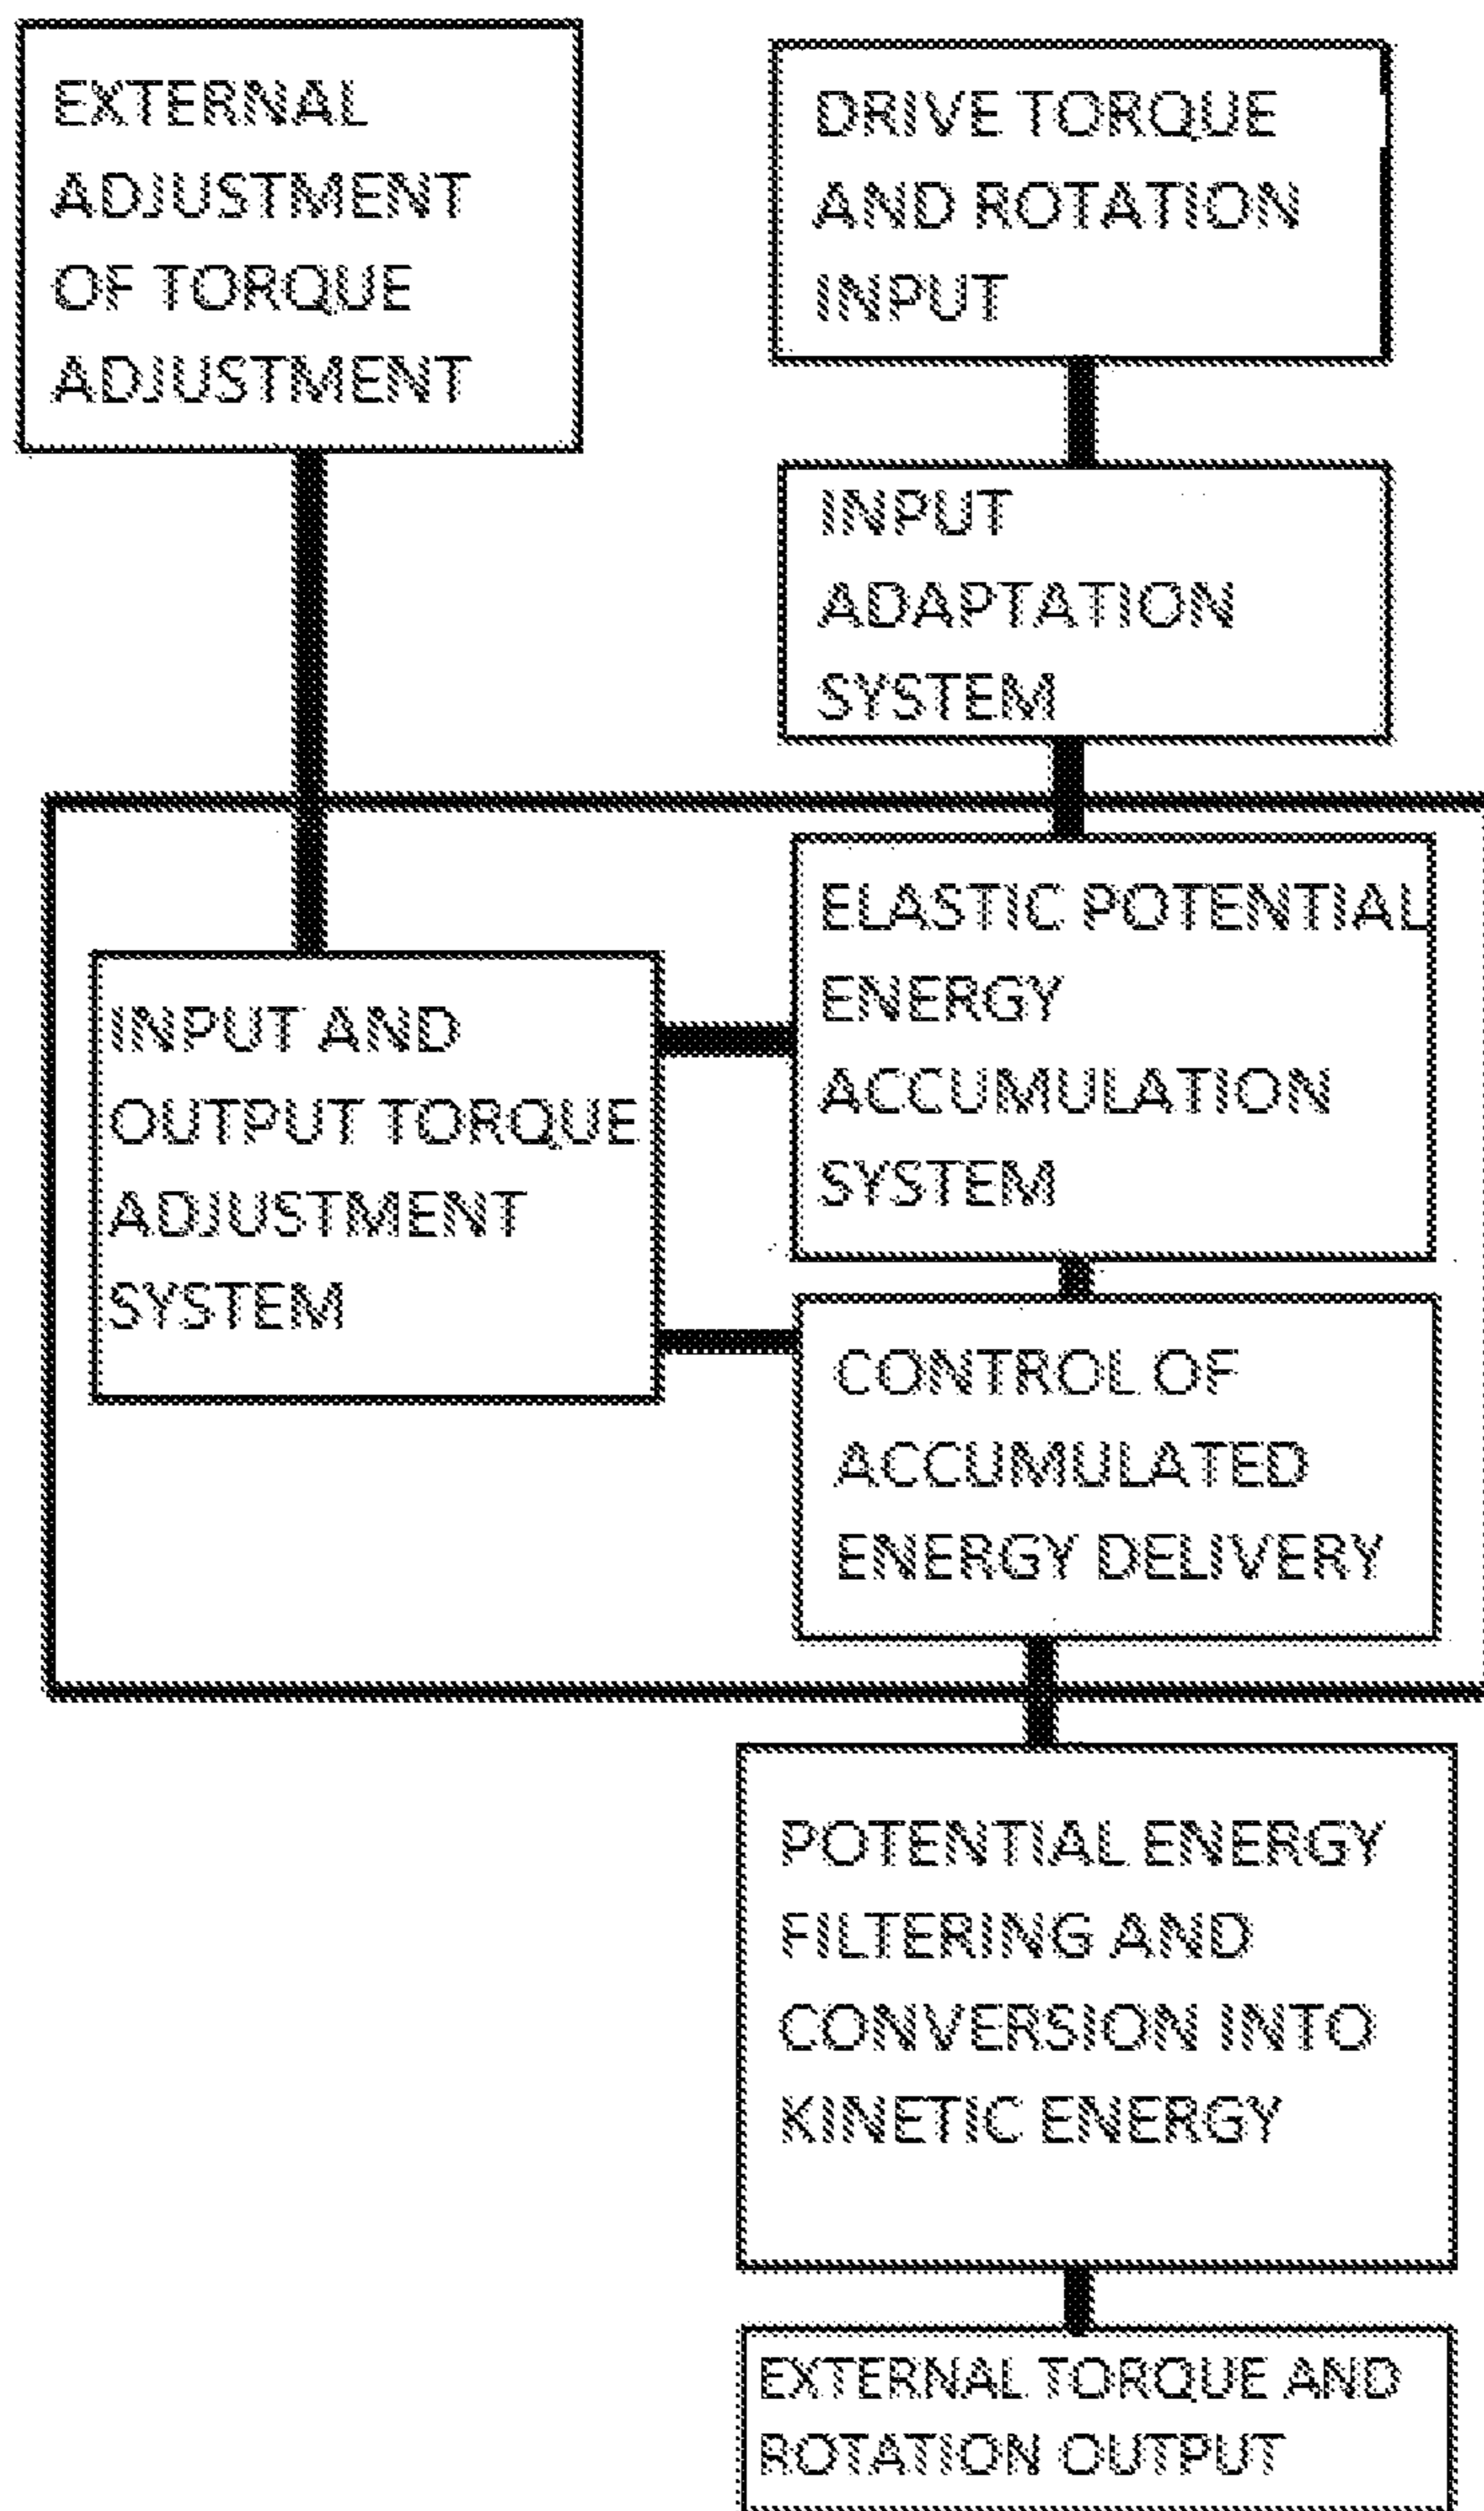 EXTERNAL
ADJUSTMENT
OF TORQUE
ADJUSTMENT
DRIVE TORQUE
AND ROTATION
INPUT
INPUT
ADAPTATION
SYSTEM
INPUT AND
OUTPUT TORQUE
ADJUSTMENT
SYSTEM
ELASTIC POTENTIAL
ENERGY
ACCUMULATION
SYSTEM
CONTROL OF
ACCUMULATED
ENERGY DELIVERY
POTENTIAL ENERGY
FILTERING AND
CONVERSION INTO
KINETIC ENERGY
EXTERNAL TORQUE AND
ROTATION OUTPUT